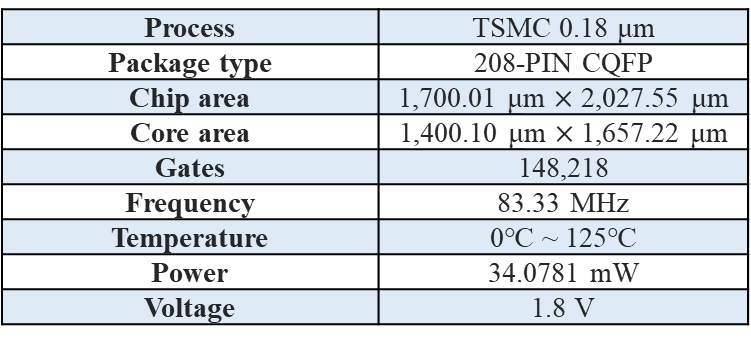 Process TSMC 0.18 μm
Package type 208-PIN CQFP
Chip area 1,700.01 μm × 2,027.55 μm
Core area 1,400.10 μm × 1,657.22 μm
Gates 148,218
Frequency 83.33 MHz
Temperature 0℃ ~ 125℃
Power 34.0781 mW
Voltage 1.8 V